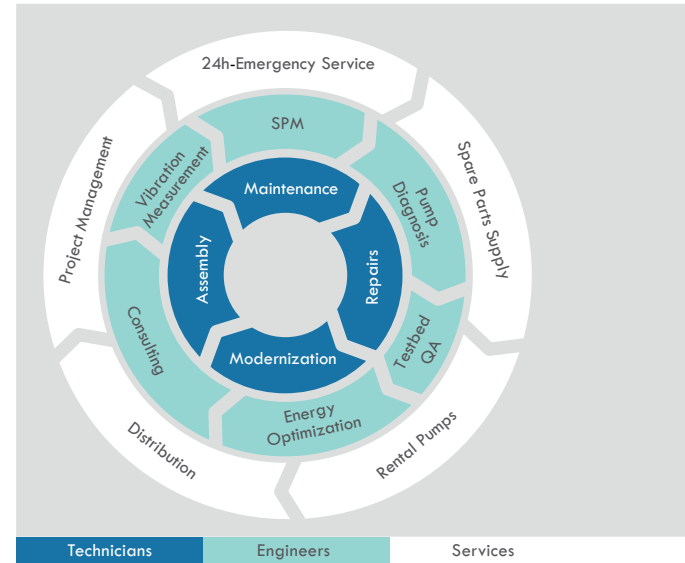 24h-Emergency Service
Spare Parts Supply
Rental Pumps
Distribution
Project Management
SPM
Pump
Diagnosis
Testbed
QA
Energy
Optimization
Consulting
Vibration
Measurement
Maintenance
Repairs
Modernization
Assembly
Technicians
Engineers
Services